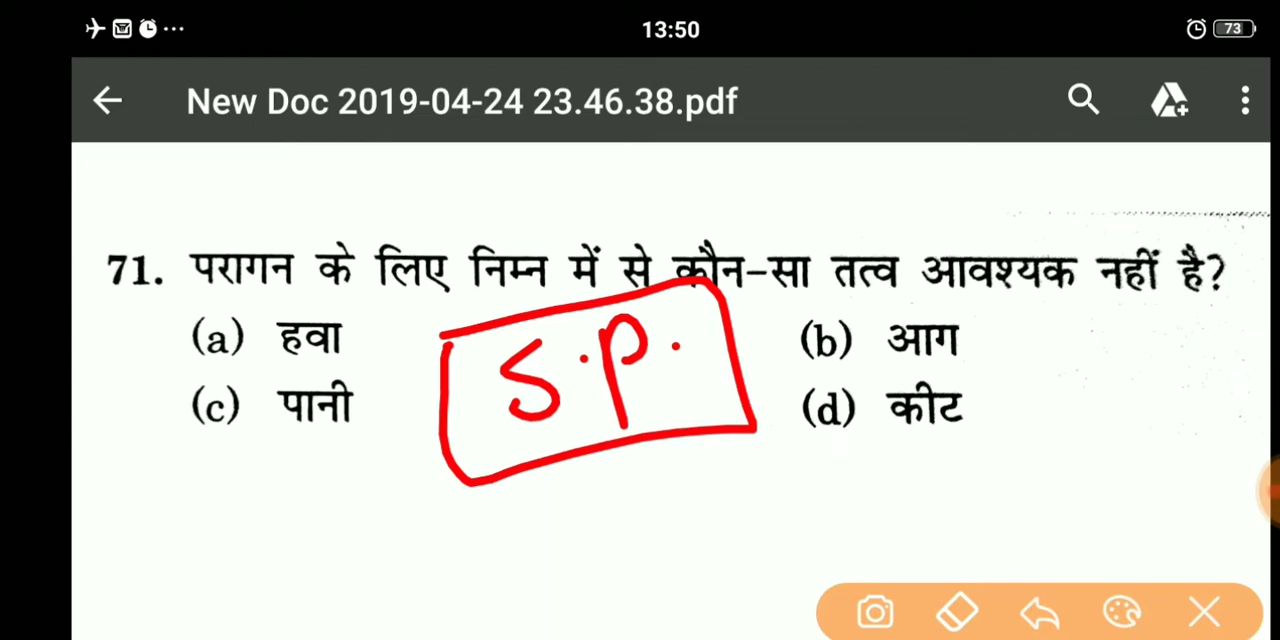 13:50
73
New Doc 2019-04-24 23.46.38.pdf
71. परागन के लिए निम्न में से कौन-सा तत्व आवश्यक नहीं है?
(a) हवा
S.P.
(b) आग
(c) पानी
(d) कीट